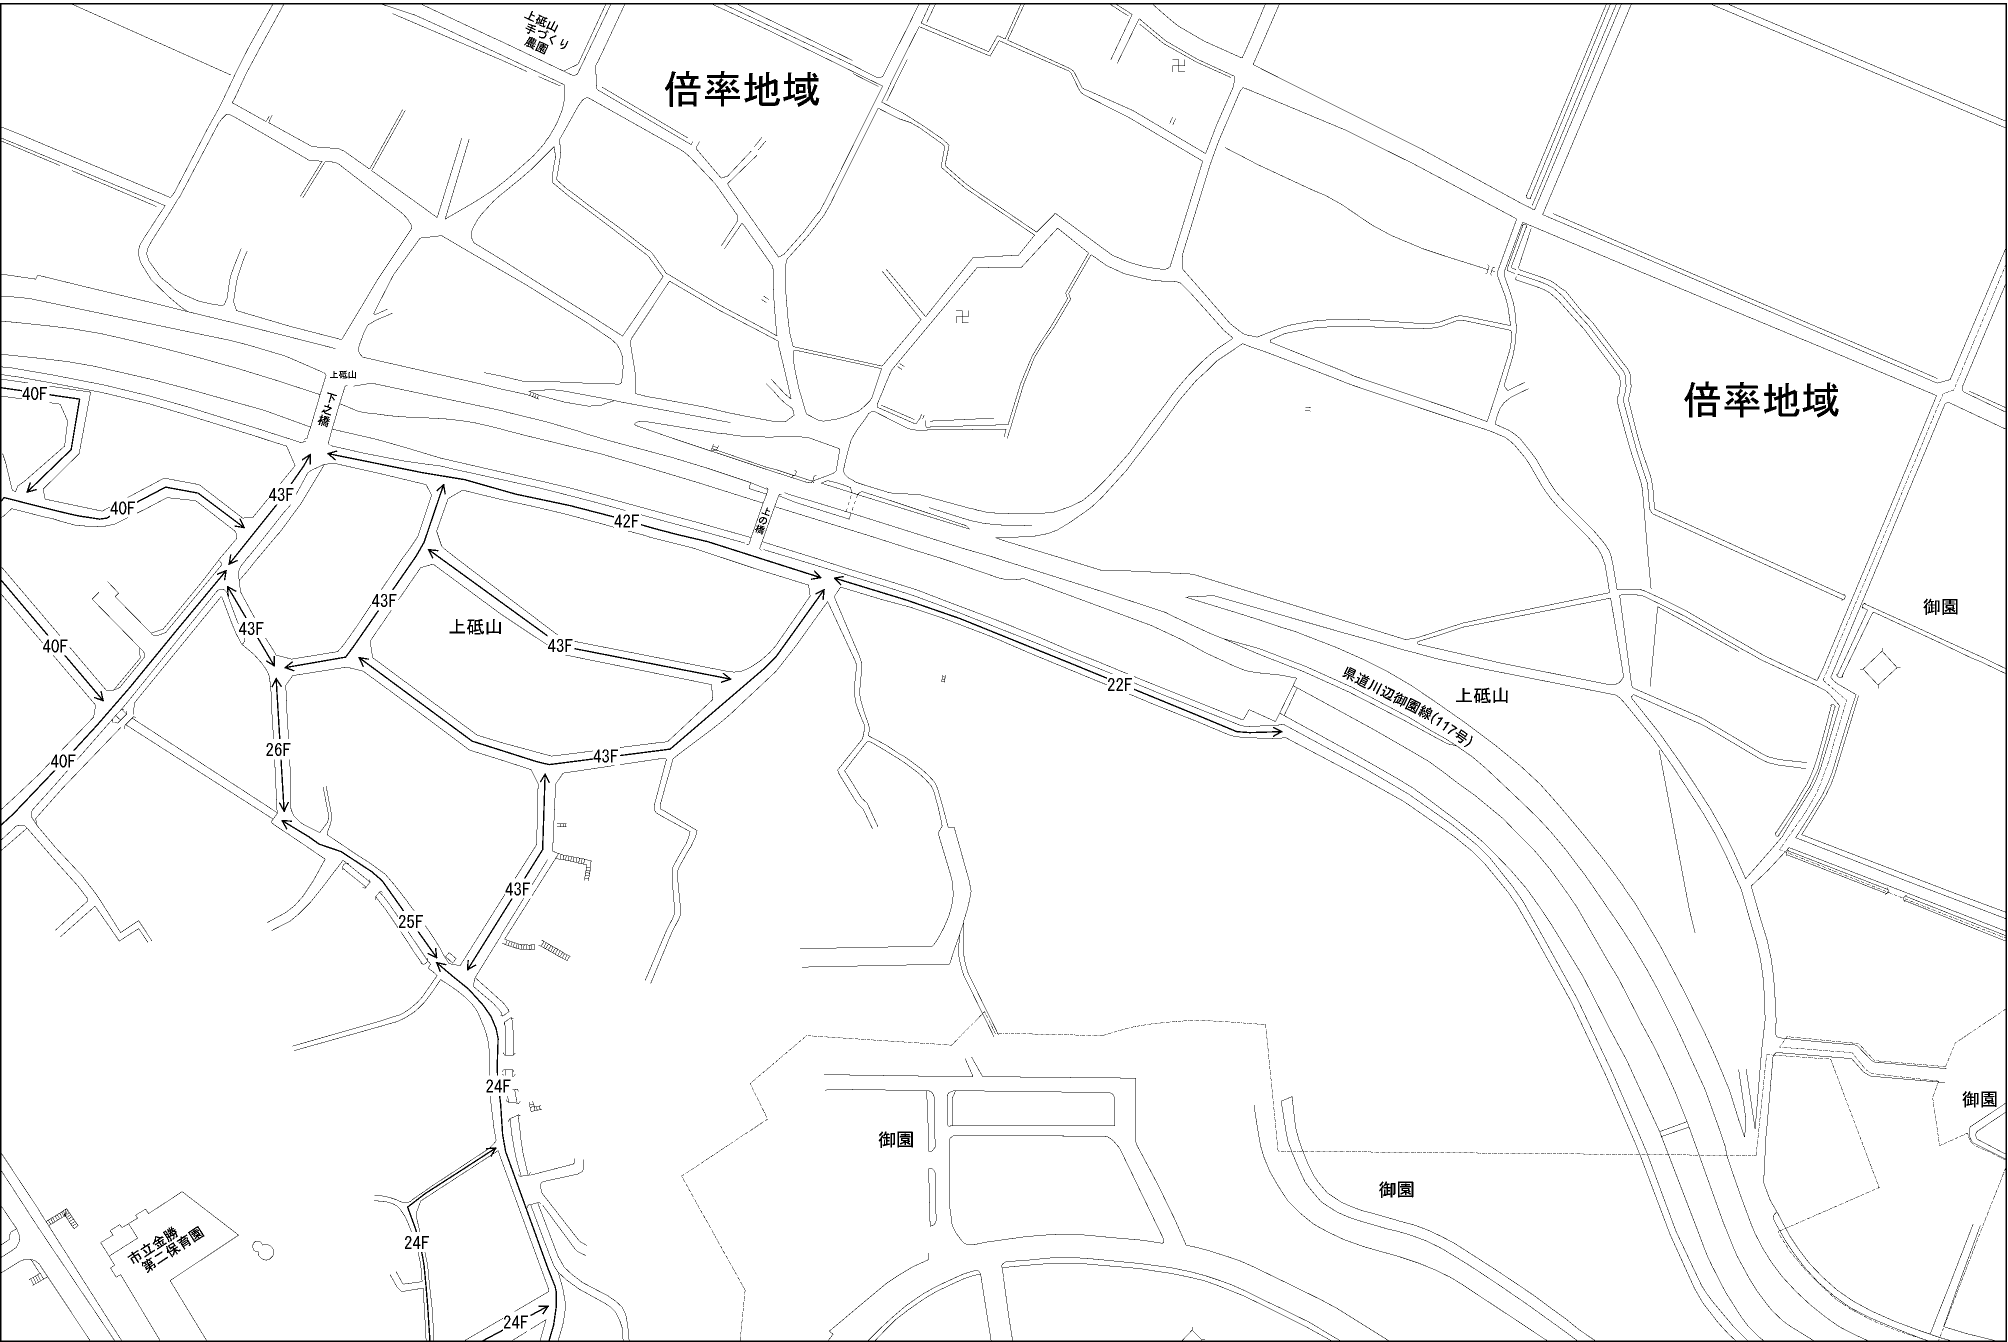 上砥山
手づくり
農園
倍率地域
上砥山
下之橋
40F
倍率地域
40F
43F
42F
上の橋
43F
御園
43F
上砥山
40F
43F
22F
県道川辺御園線(117号)
上砥山
26F
43F
40F
43F
25F
24F
御園
御園
御園
市立金勝
第二保育園
24F
24F